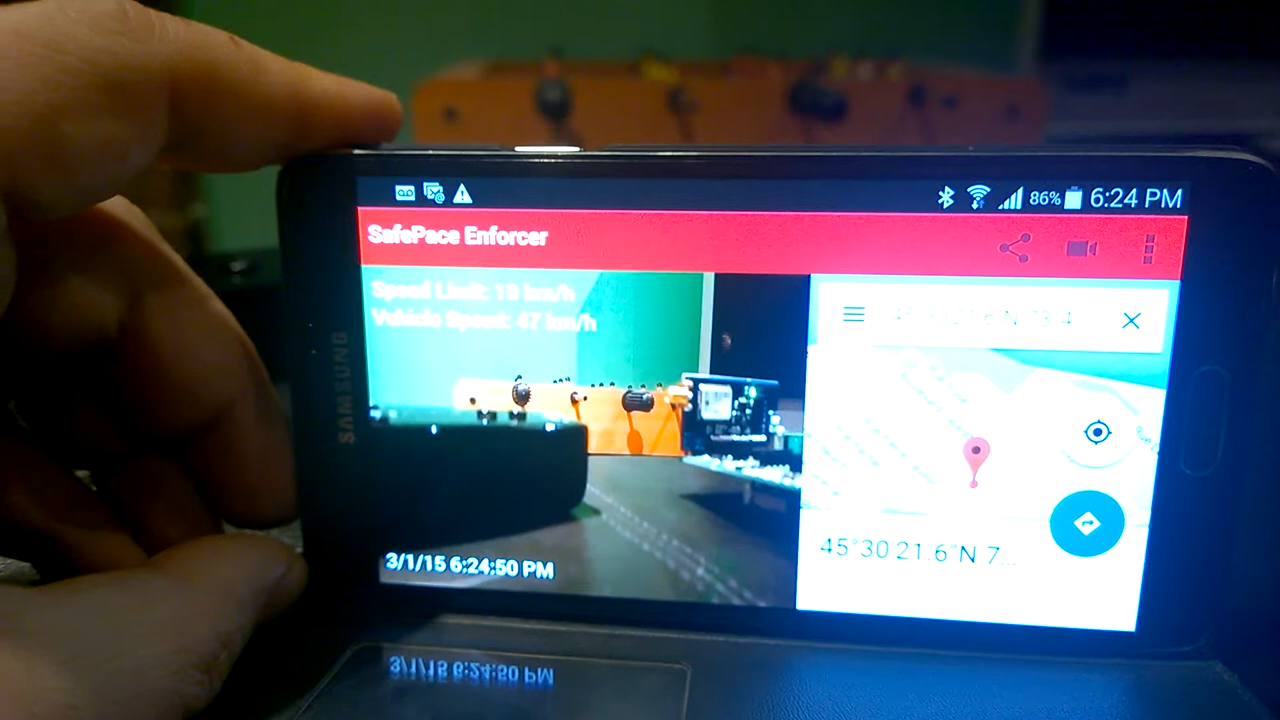 86% 6:24 PM
SafePace Enforcer
Speed Limit: 10 km/h
Vehicle Speed: 47 km/h
45°30'21.6"N 7...
3/1/15 6:24:50 PM
SAMSUNG
3/1/15 6:24:50 PM